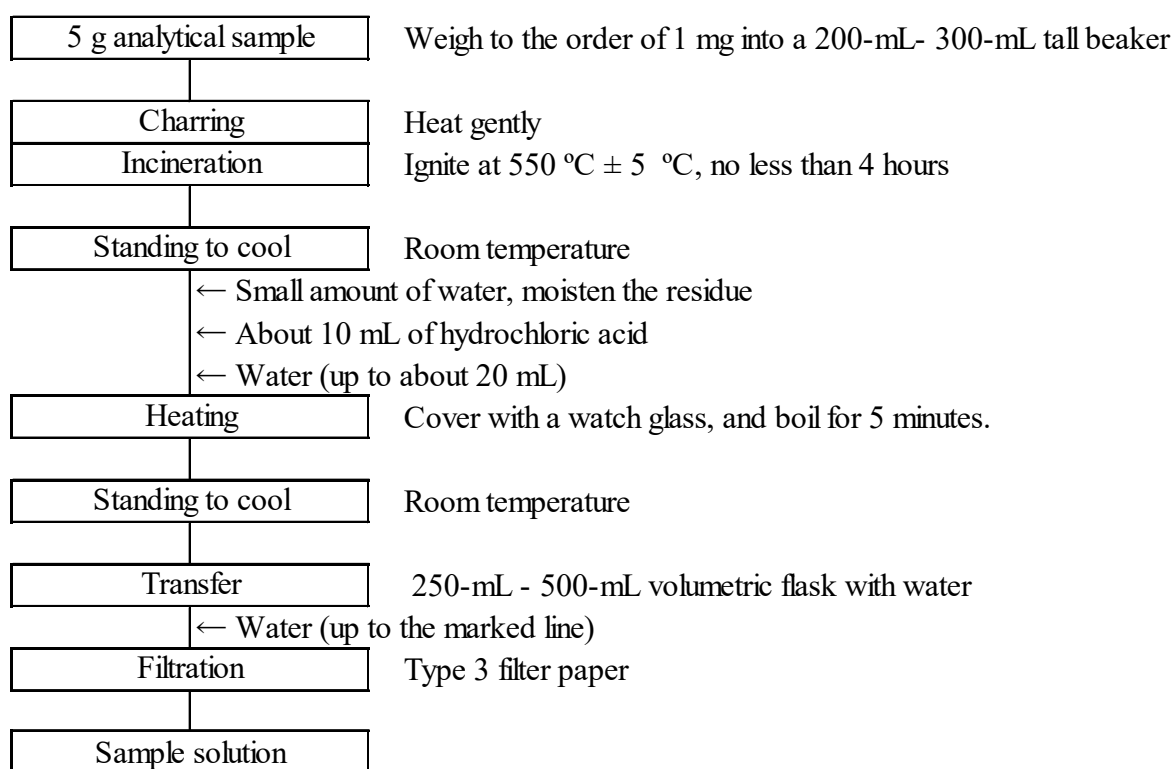 5 g analytical sample Weigh to the order of 1 mg into a 200-mL- 300-mL tall beaker
Charring Heat gently
Incineration Ignite at 550 ºC ± 5 ºC, no less than 4 hours
Standing to cool Room temperature
← Small amount of water, moisten the residue
← About 10 mL of hydrochloric acid
← Water (up to about 20 mL)
Heating Cover with a watch glass, and boil for 5 minutes.
Standing to cool Room temperature
Transfer 250-mL - 500-mL volumetric flask with water
← Water (up to the marked line)
Filtration Type 3 filter paper
Sample solution